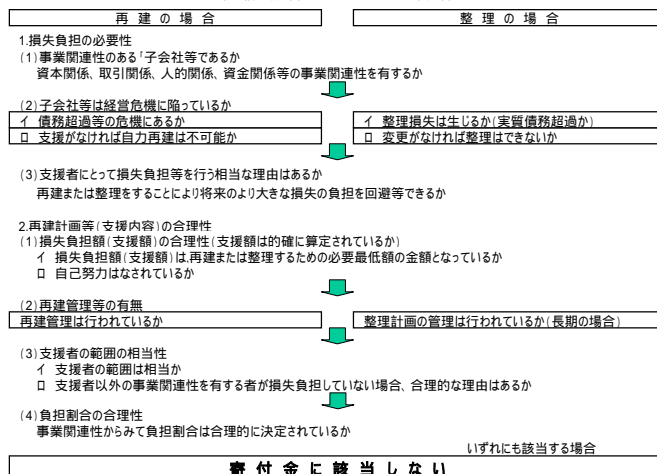 再建の場合
整理の場合
1.損失負担の必要性
(1)事業関連性のある「子会社等であるか
資本関係、取引関係、人的関係、資金関係等の事業関連性を有するか
(2)子会社等は経営危機に陥っているか
イ 債務超過等の危機にあるか
イ 整理損失は生じるか(実質債務超過か)
ロ 支援がなければ自力再建は不可能か
ロ 変更がなければ整理はできないか
(3)支援者にとって損失負担等を行う相当な理由はあるか
再建または整理をすることにより将来のより大きな損失の負担を回避等できるか
2.再建計画等(支援内容)の合理性
(1)損失負担額(支援額)の合理性(支援額は的確に算定されているか)
イ 損失負担額(支援額)は、再建または整理するための必要最低額の金額となっているか
ロ 自己努力はなされているか
(2)再建管理等の有無
再建管理は行われているか
整理計画の管理は行われているか(長期の場合)
(3)支援者の範囲の相当性
イ 支援者の範囲は相当か
ロ 支援者以外の事業関連性を有する者が損失負担していない場合、合理的な理由はあるか
(4)負担割合の合理性
事業関連性からみて負担割合は合理的に決定されているか
いずれにも該当する場合
寄付金に該当しない